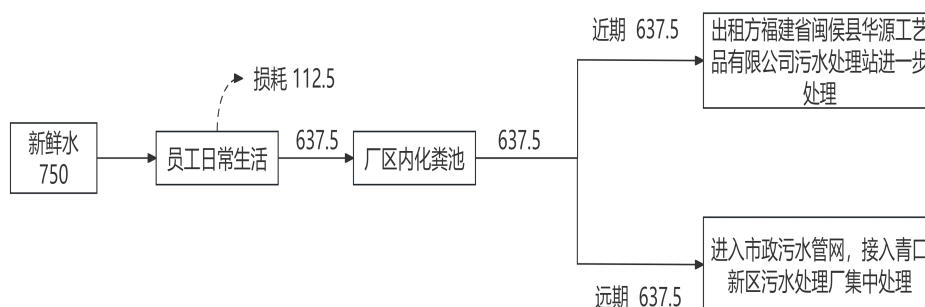 新鲜水
750
员工日常生活
损耗 112.5
637.5
厂区内化粪池
637.5
近期 637.5
出租方福建省闽侯县华源工艺
品有限公司污水处理站进一步
处理
进入市政污水管网，接入青口
新区污水处理厂集中处理
远期 637.5